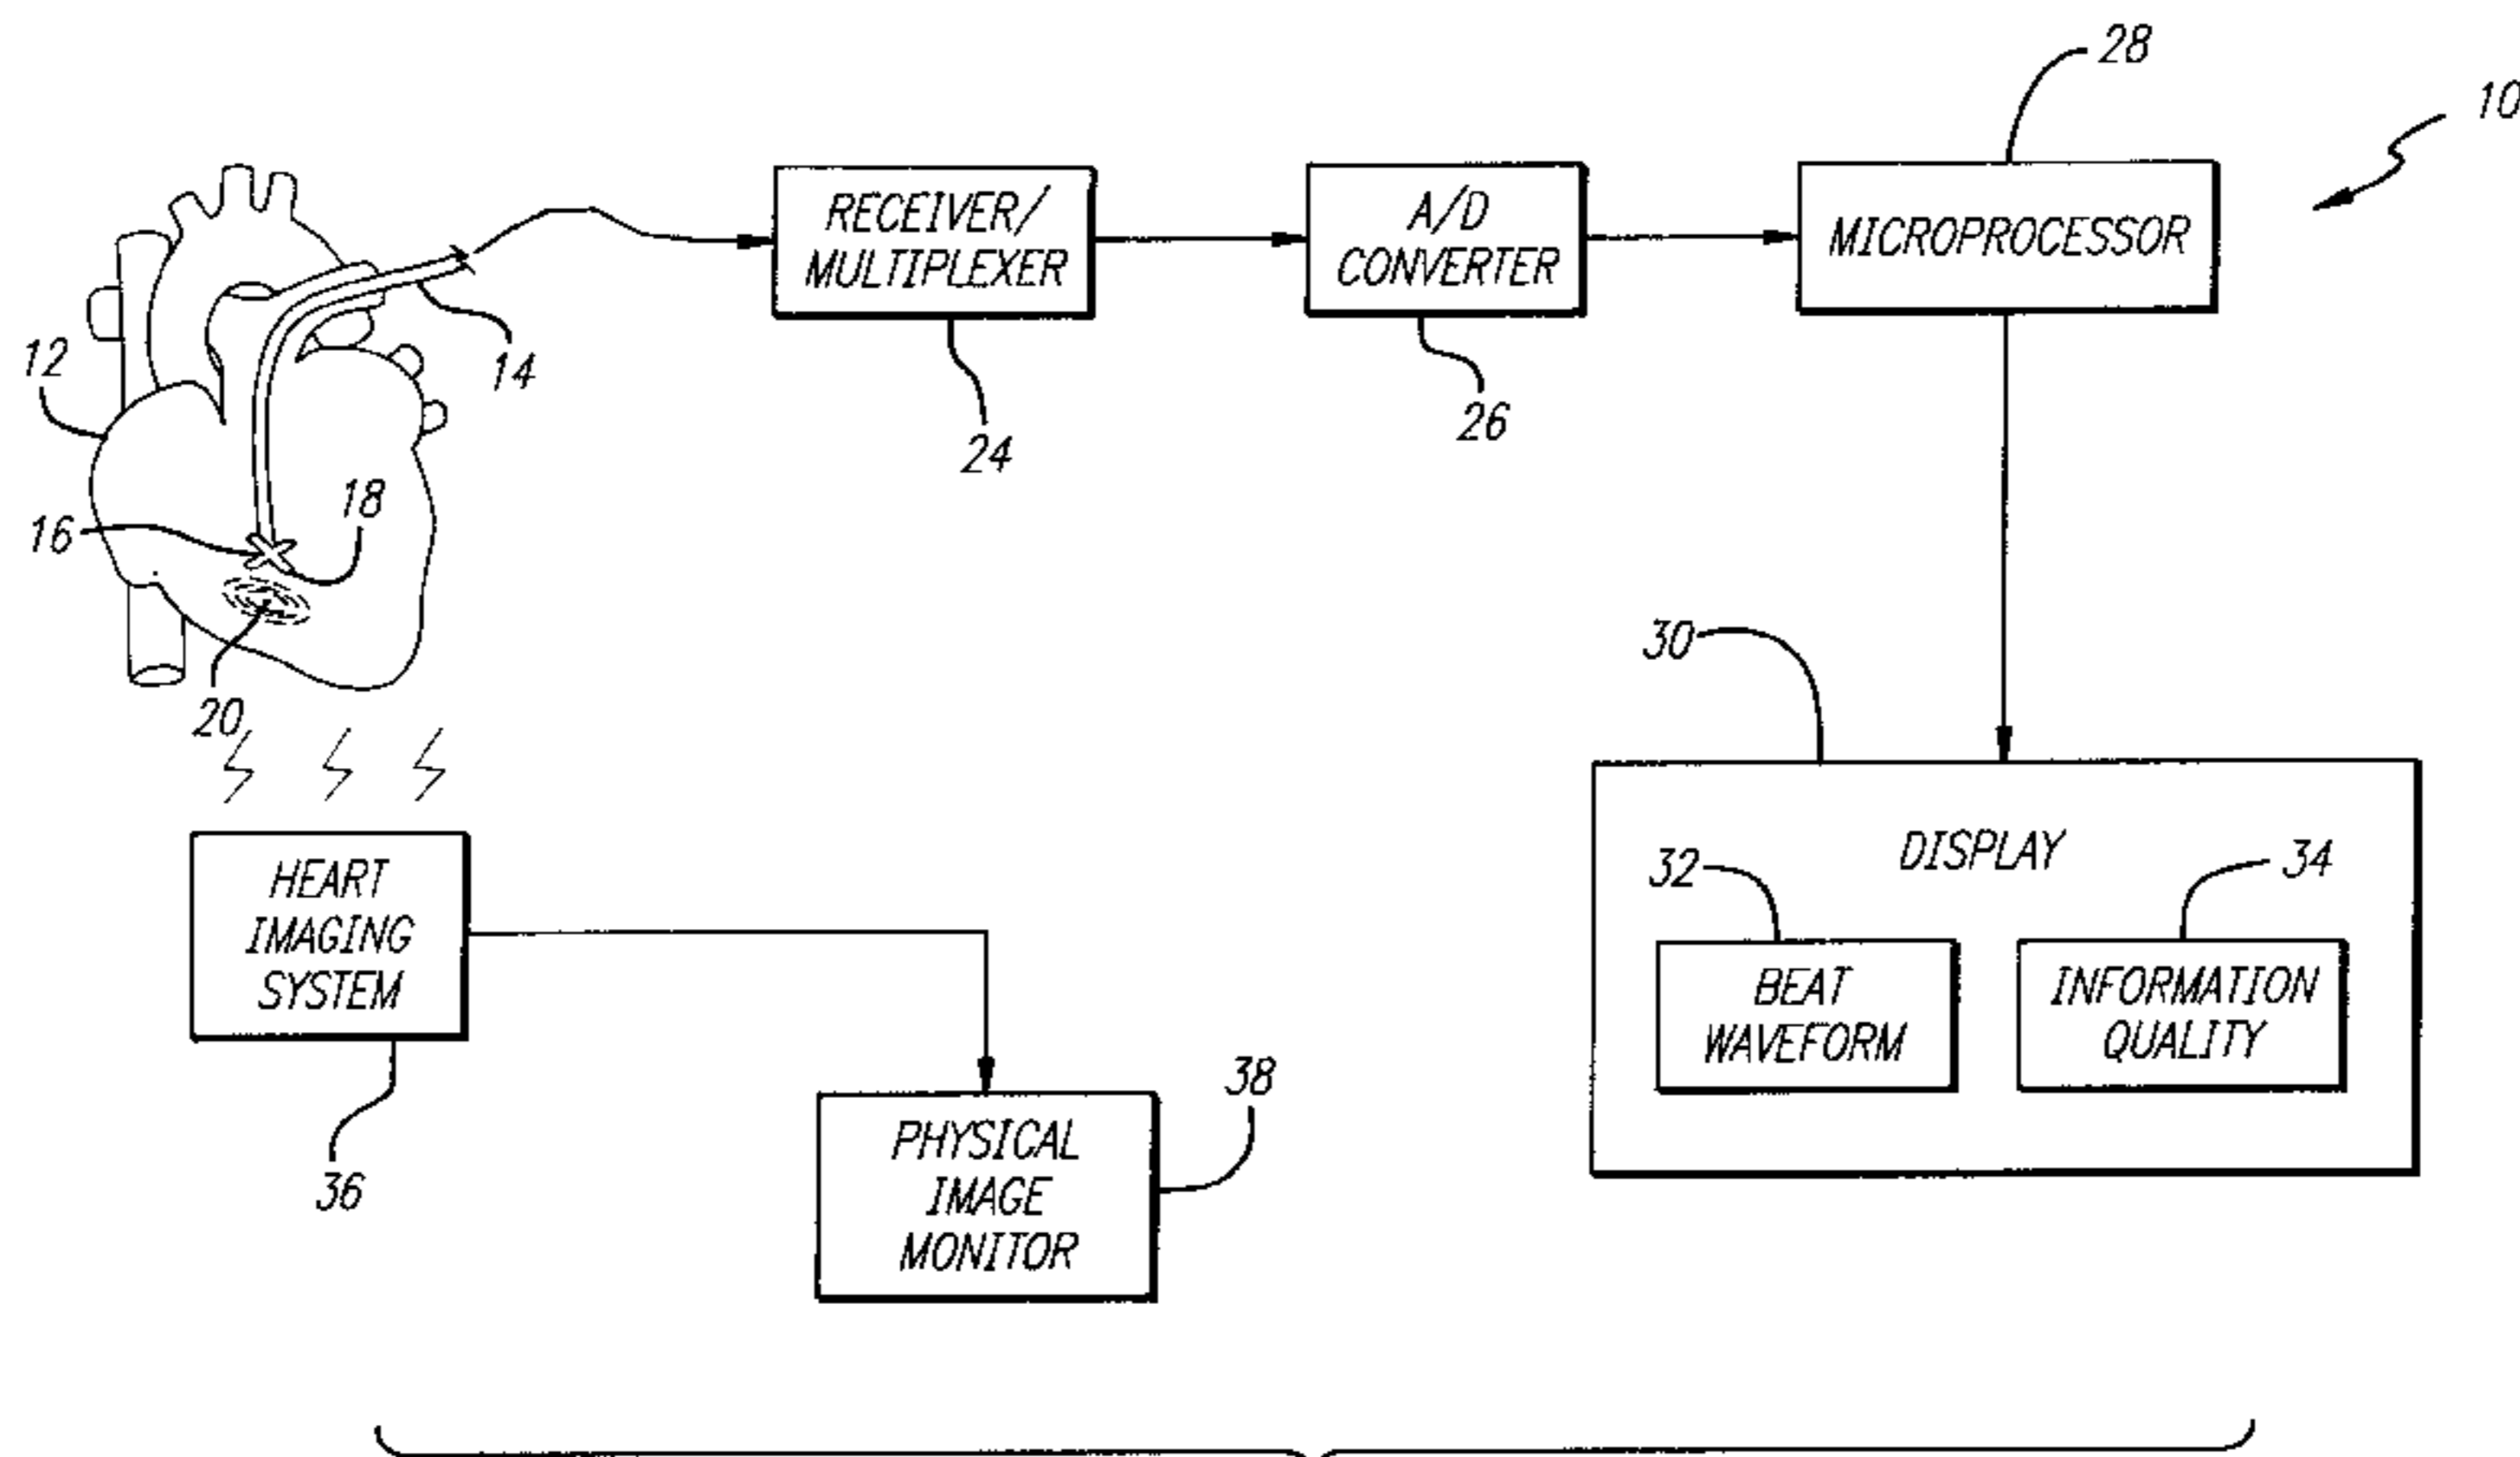 28
10
RECEIVER/
MULTIPLEXER
A/D
CONVERTER
MICROPROCESSOR
12
14
24
26
18
16
20
30
HEART
IMAGING
SYSTEM
DISPLAY
32
34
BEAT
WAVEFORM
INFORMATION
QUALITY
36
38
PHYSICAL
IMAGE
MONITOR